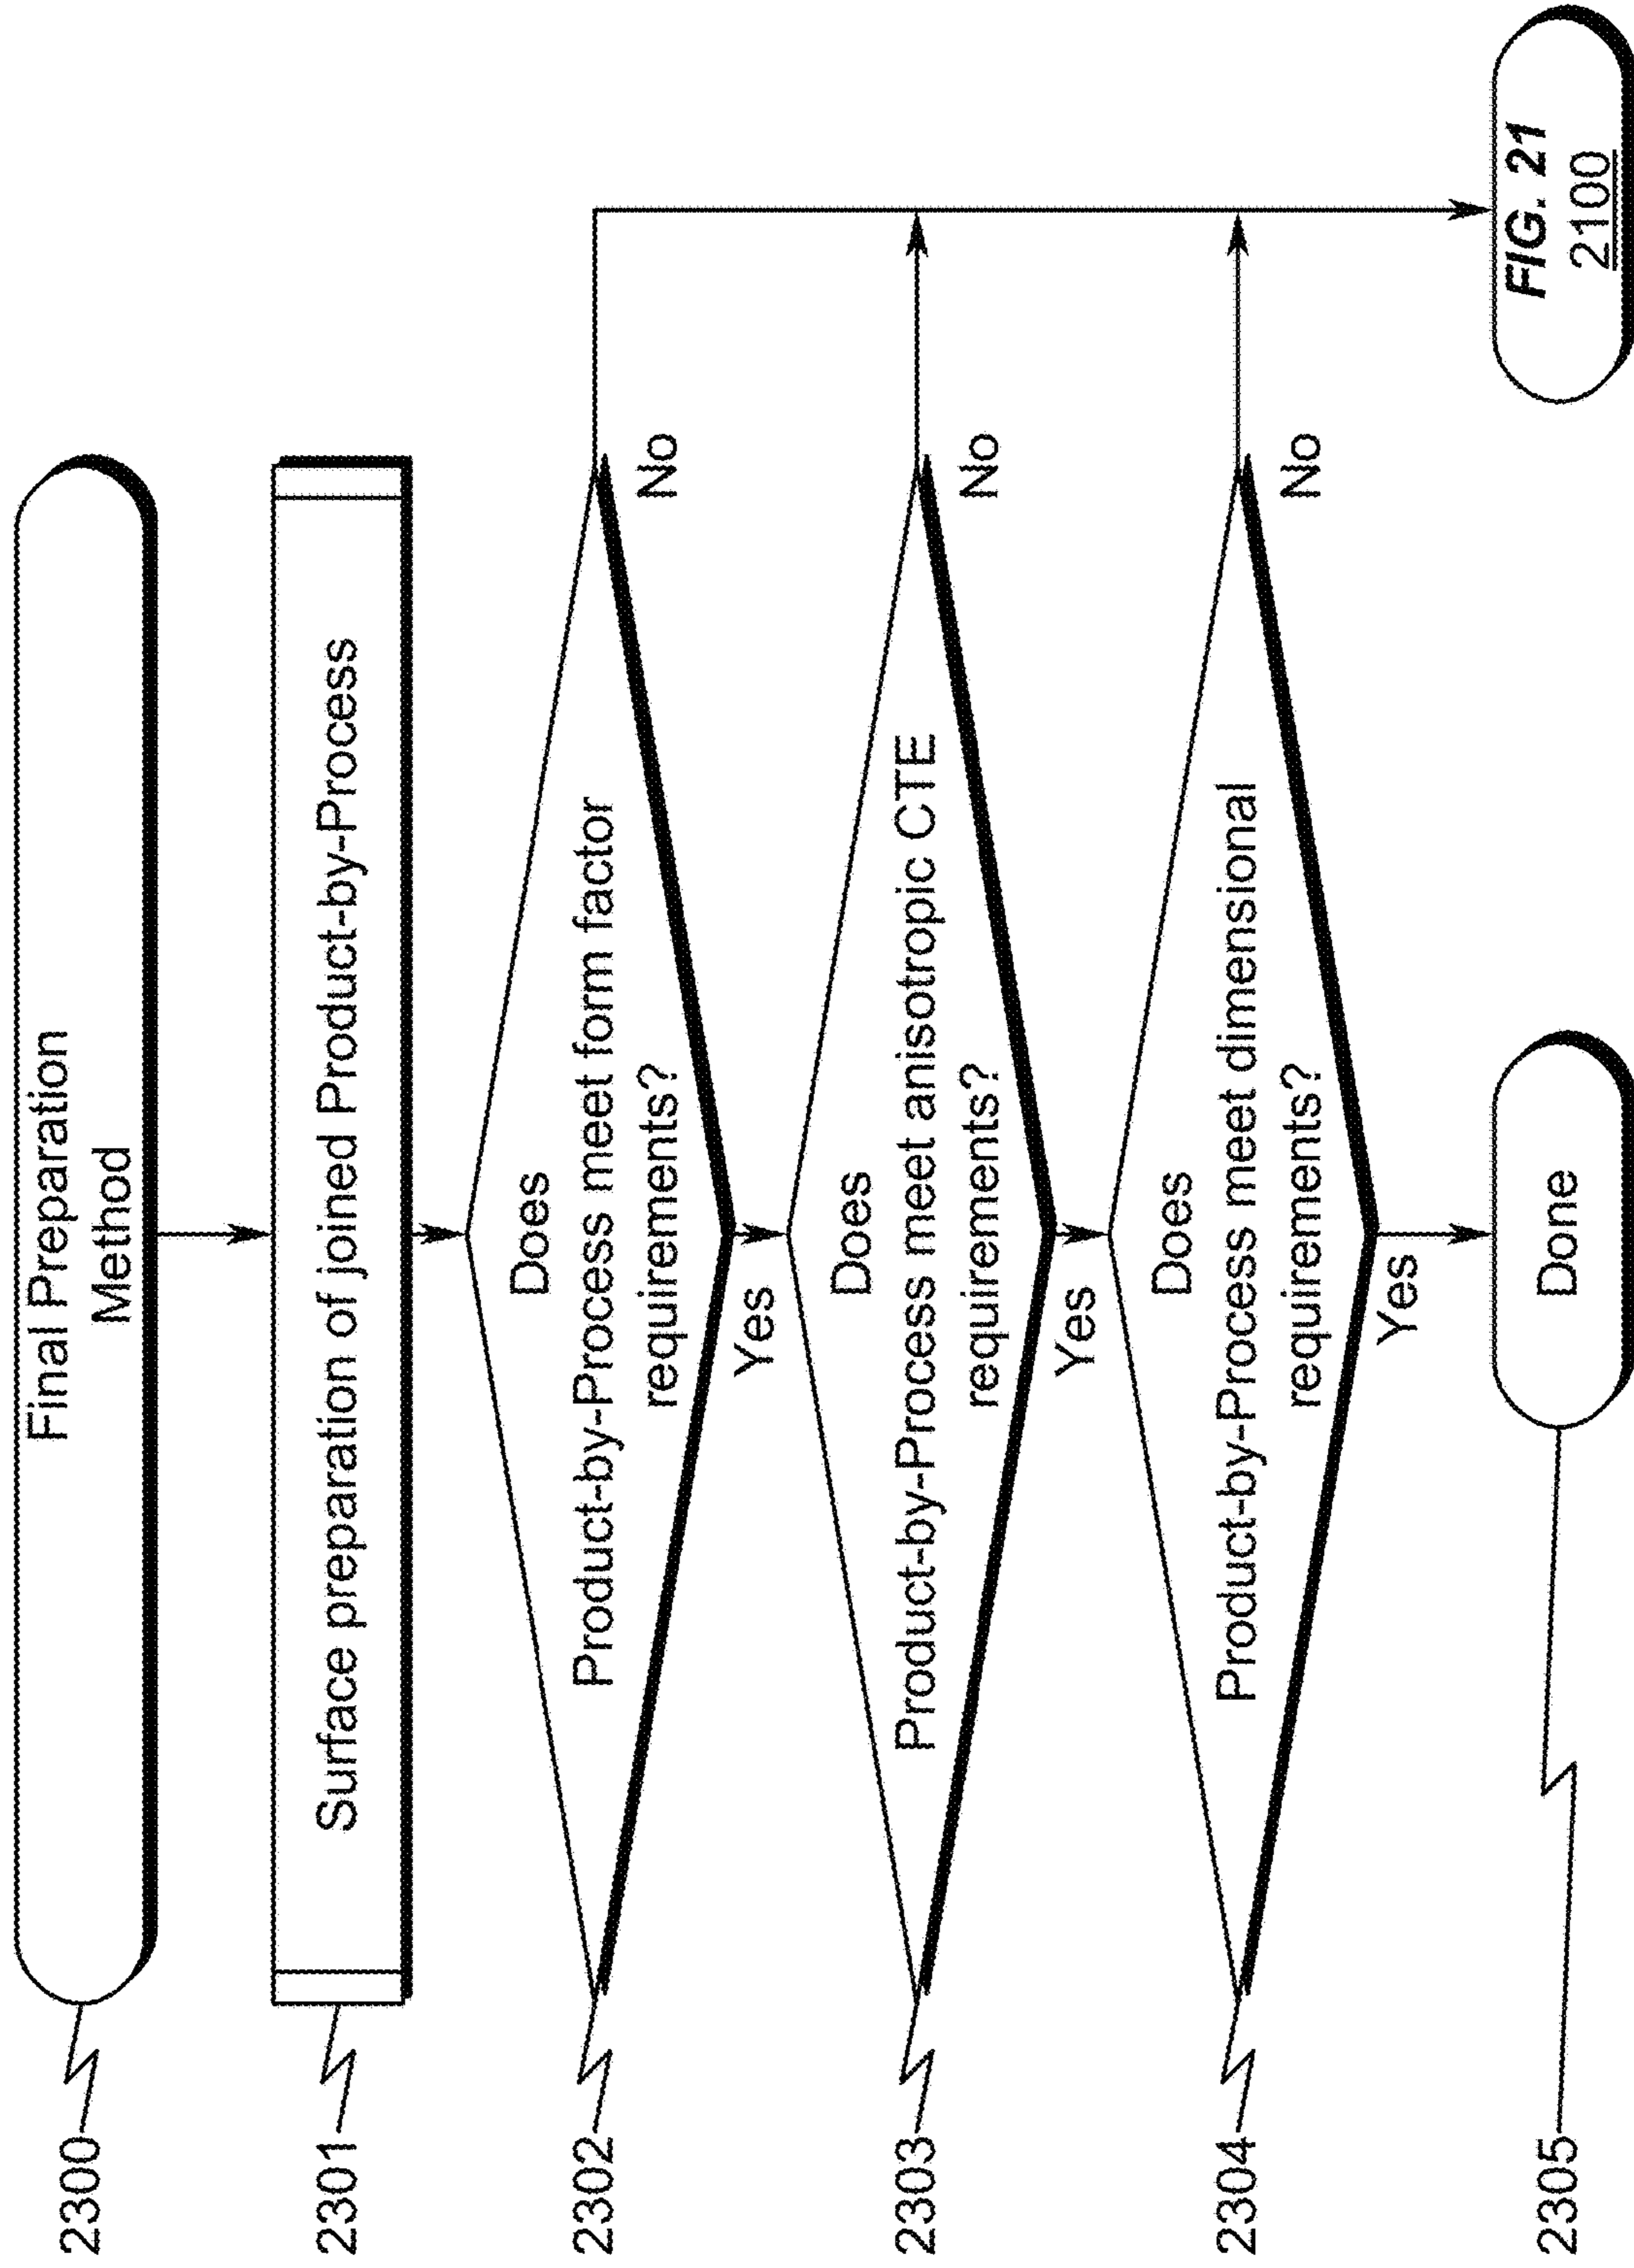 Final Preparation
Method
2300
Surface preparation of joined Product-by-Process
2301
Does
Product-by-Process meet form factor
requirements?
No
2302
Yes
Does
Product-by-Process meet anisotropic CTE
requirements?
No
2303
Yes
Does
Product-by-Process meet dimensional
requirements?
No
2304
Yes
Done
2305
FIG. 21
2100